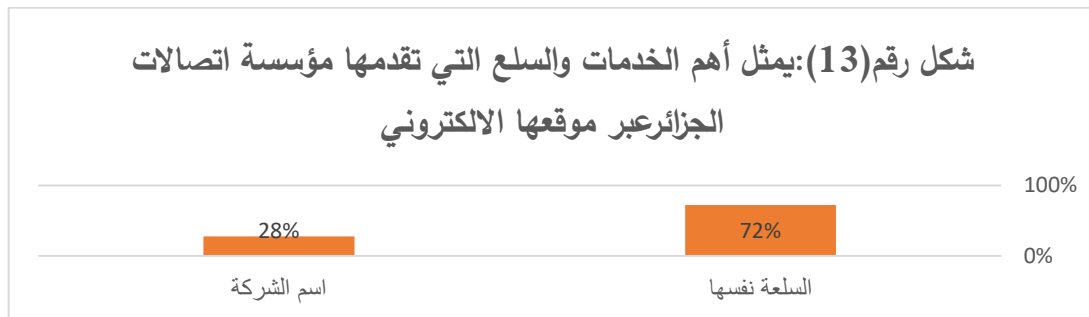 شكل رقم(13):يمثل أهم الخدمات والسلع التي تقدمها مؤسسة اتصالات
الجزائرعبر موقعها الالكتروني
100%
0%
72%
28%
السلعة نفسها
اسم الشركة